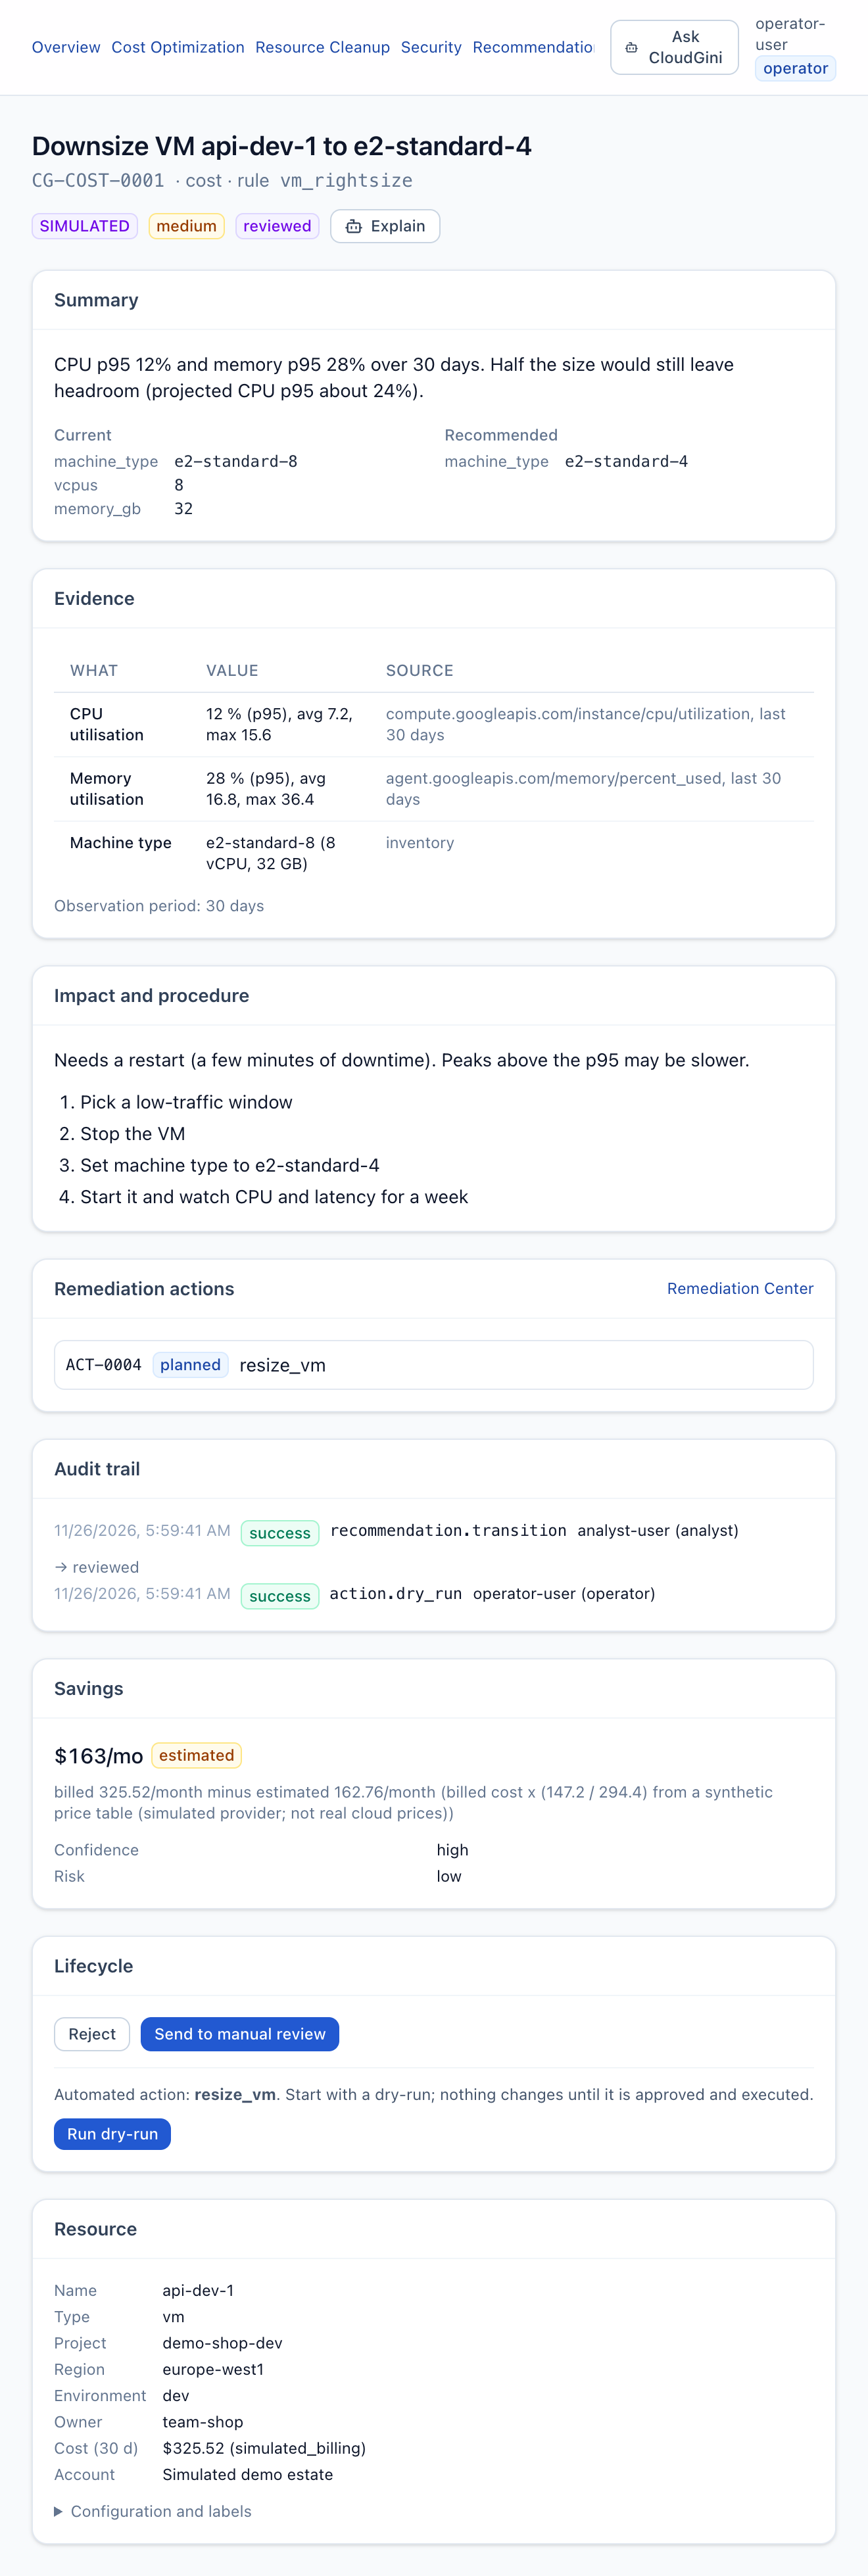 Overview Cost Optimization Resource Cleanup Security Recommendatio
Ask
CloudGini
operator-
user
operator
Downsize VM api-dev-1 to e2-standard-4
CG-COST-0001 · cost · rule vm_rightsize
SIMULATED medium reviewed Explain
Summary
CPU p95 12% and memory p95 28% over 30 days. Half the size would still leave
headroom (projected CPU p95 about 24%).
Current Recommended
machine_type e2-standard-8 machine_type e2-standard-4
vcpus 8
memory_gb 32
Evidence
WHAT VALUE SOURCE
CPU 12 % (p95), avg 7.2, compute.googleapis.com/instance/cpu/utilization, last
utilisation max 15.6 30 days
Memory 28 % (p95), avg agent.googleapis.com/memory/percent_used, last 30
utilisation 16.8, max 36.4 days
Machine type e2-standard-8 (8 inventory
vCPU, 32 GB)
Observation period: 30 days
Impact and procedure
Needs a restart (a few minutes of downtime). Peaks above the p95 may be slower.
1. Pick a low-traffic window
2. Stop the VM
3. Set machine type to e2-standard-4
4. Start it and watch CPU and latency for a week
Remediation actions Remediation Center
ACT-0004 planned resize_vm
Audit trail
11/26/2026, 5:59:41 AM success recommendation.transition analyst-user (analyst)
→ reviewed
11/26/2026, 5:59:41 AM success action.dry_run operator-user (operator)
Savings
$163/mo estimated
billed 325.52/month minus estimated 162.76/month (billed cost x (147.2 / 294.4) from a synthetic
price table (simulated provider; not real cloud prices))
Confidence high
Risk low
Lifecycle
Reject Send to manual review
Automated action: resize_vm. Start with a dry-run; nothing changes until it is approved and executed.
Run dry-run
Resource
Name api-dev-1
Type vm
Project demo-shop-dev
Region europe-west1
Environment dev
Owner team-shop
Cost (30 d) $325.52 (simulated_billing)
Account Simulated demo estate
▶ Configuration and labels